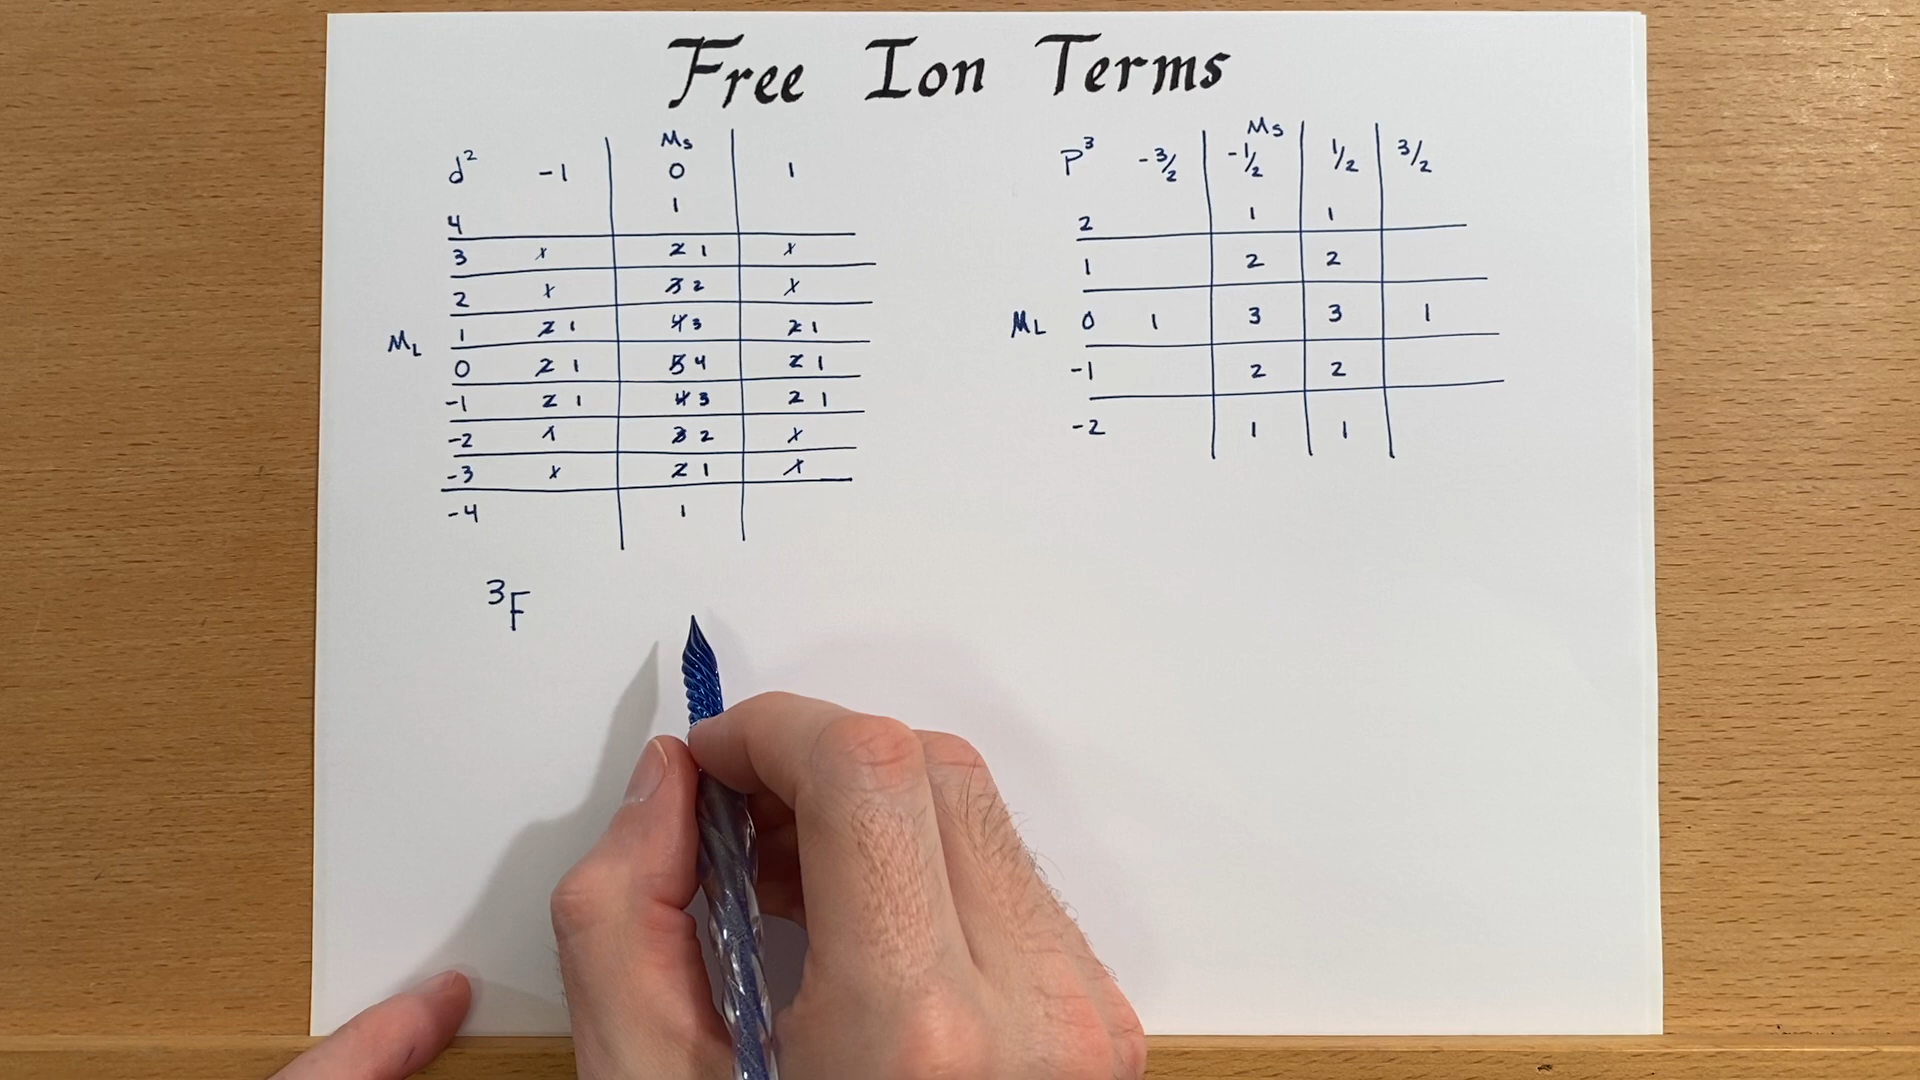 Free Ion Terms
Ms
d² -1 0 1
4 1
3 x 2 1 x
2 x 3 2 x
1 2 1 4 3 2 1
ML
0 2 1 5 4 2 1
-1 2 1 4 3 2 1
-2 x 3 2 x
-3 x 2 1 x
-4 1
³F
Ms
p³ -3/2 -1/2 1/2 3/2
2 1 1
1 2 2
ML 0 1 3 3 1
-1 2 2
-2 1 1